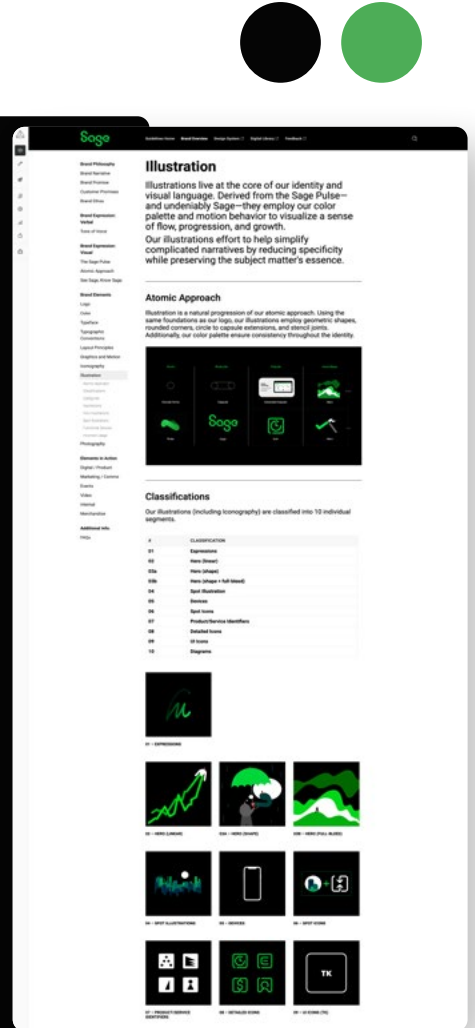 Sage
Guidelines Home Brand Overview Design System Digital Library Feedback
Brand Philosophy
Brand Narrative
Brand Promise
Customer Promises
Brand Ethos
Brand Expression:
Verbal
Tone of Voice
Brand Expression:
Visual
The Sage Pulse
Atomic Approach
See Sage, Know Sage
Brand Elements
Logo
Color
Typeface
Typographic
Conventions
Layout Principles
Graphics and Motion
Iconography
Illustration
Photography
Elements in Action
Digital / Product
Marketing / Comms
Events
Video
Internal
Merchandise
Additional Info
FAQs
Illustration
Illustrations live at the core of our identity and
visual language. Derived from the Sage Pulse—
and undeniably Sage—they employ our color
palette and motion behavior to visualize a sense
of flow, progression, and growth.
Our illustrations effort to help simplify
complicated narratives by reducing specificity
while preserving the subject matter's essence.
Atomic Approach
Illustration is a natural progression of our atomic approach. Using the
same foundations as our logo, our illustrations employ geometric shapes,
rounded corners, circle to capsule extensions, and stencil joints.
Additionally, our color palette ensure consistency throughout the identity.
Sage
Classifications
Our illustrations (including Iconography) are classified into 10 individual
segments.
# CLASSIFICATION
01 Expressions
02 Hero (linear)
03a Hero (shape)
03b Hero (shape + full-bleed)
04 Spot Illustration
05 Devices
06 Spot Icons
07 Product/Service Identifiers
08 Detailed Icons
09 UI Icons
10 Diagrams
01 – EXPRESSIONS
02 – HERO (LINEAR) 03A – HERO (SHAPE) 03B – HERO (FULL BLEED)
04 – SPOT ILLUSTRATIONS 05 – DEVICES 06 – SPOT ICONS
TK
07 – PRODUCT/SERVICE
IDENTIFIERS
08 – DETAILED ICONS 09 – UI ICONS (TK)